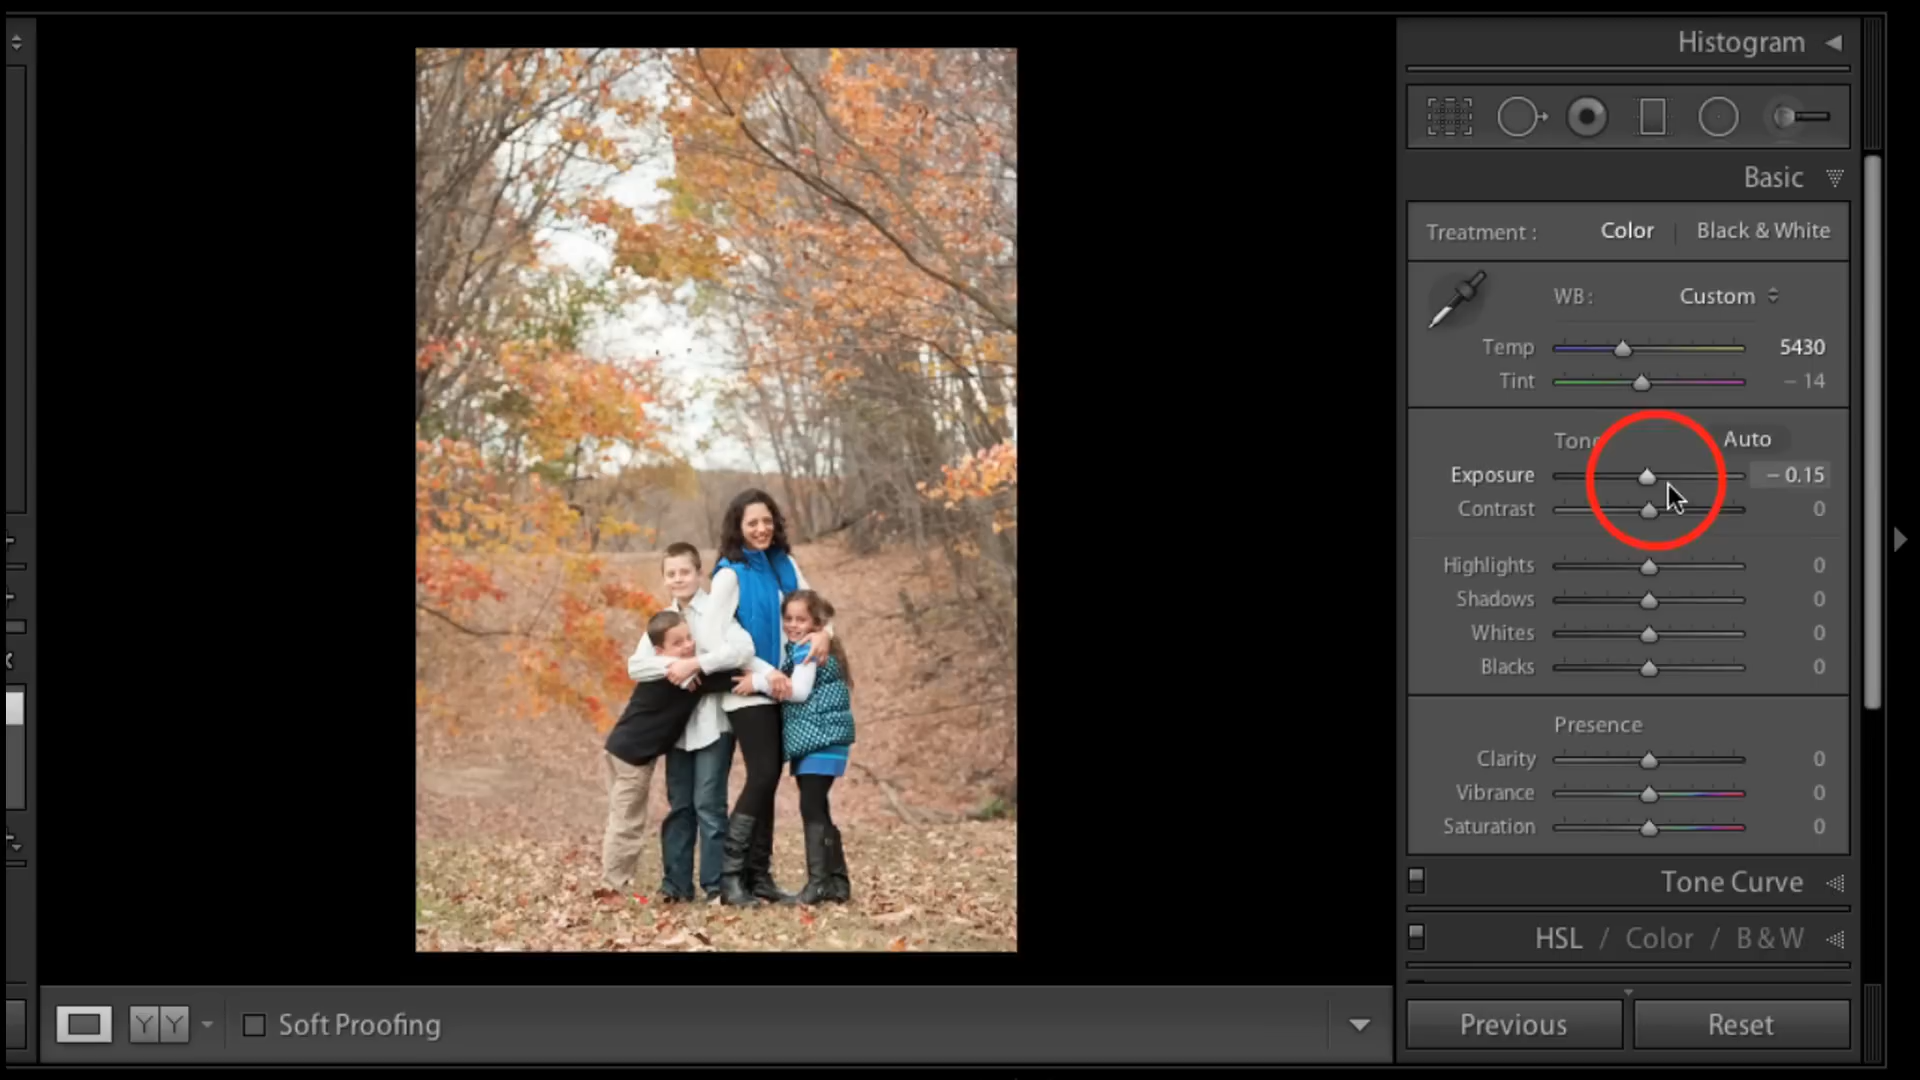 Histogram
Basic
Treatment : Color Black & White
WB : Custom
Temp 5430
Tint - 14
Tone Auto
Exposure - 0.15
Contrast 0
Highlights 0
Shadows 0
Whites 0
Blacks 0
Presence
Clarity 0
Vibrance 0
Saturation 0
Tone Curve
HSL / Color / B & W
Y Y Soft Proofing
Previous Reset